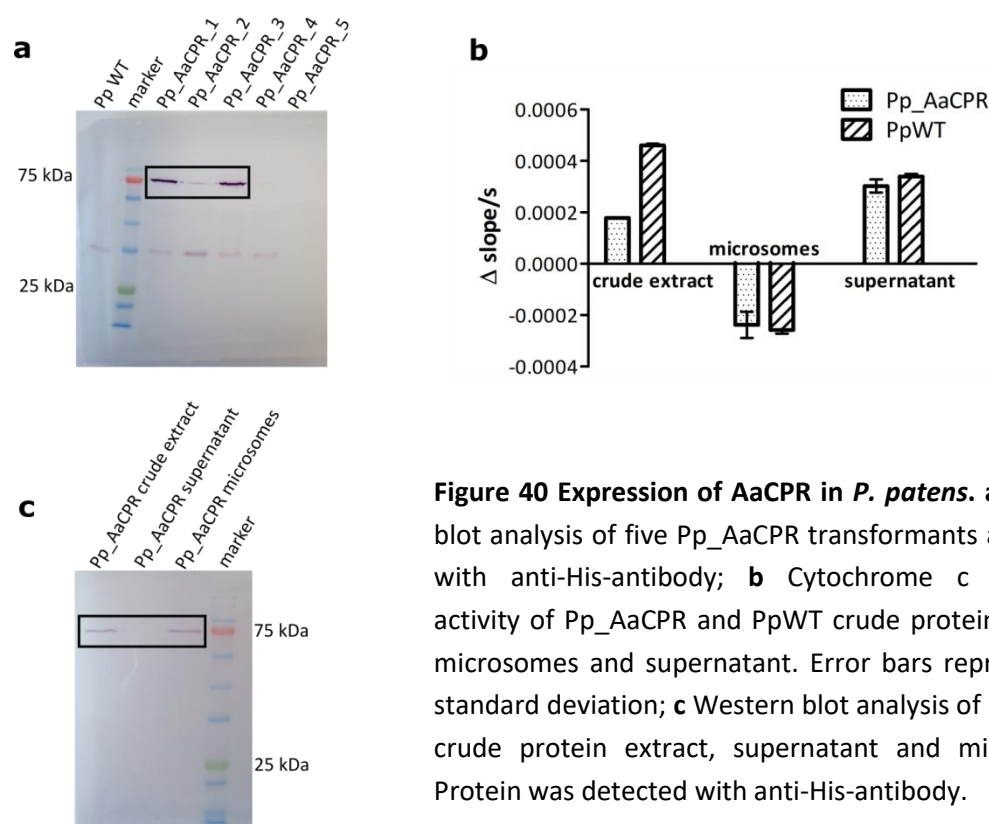 a
Pp WT
marker
Pp_AaCPR_1
Pp_AaCPR_2
Pp_AaCPR_3
Pp_AaCPR_4
Pp_AaCPR_5
75 kDa
25 kDa
b
Pp_AaCPR
PpWT
Δ slope/s
0.0006
0.0004
0.0002
0.0000
-0.0002
-0.0004
crude extract
microsomes
supernatant
c
Pp_AaCPR crude extract
Pp_AaCPR supernatant
Pp_AaCPR microsomes
marker
75 kDa
25 kDa
Figure 40 Expression of AaCPR in P. patens. a
blot analysis of five Pp_AaCPR transformants a
with anti-His-antibody; b Cytochrome c
activity of Pp_AaCPR and PpWT crude protein
microsomes and supernatant. Error bars repr
standard deviation; c Western blot analysis of
crude protein extract, supernatant and mi
Protein was detected with anti-His-antibody.